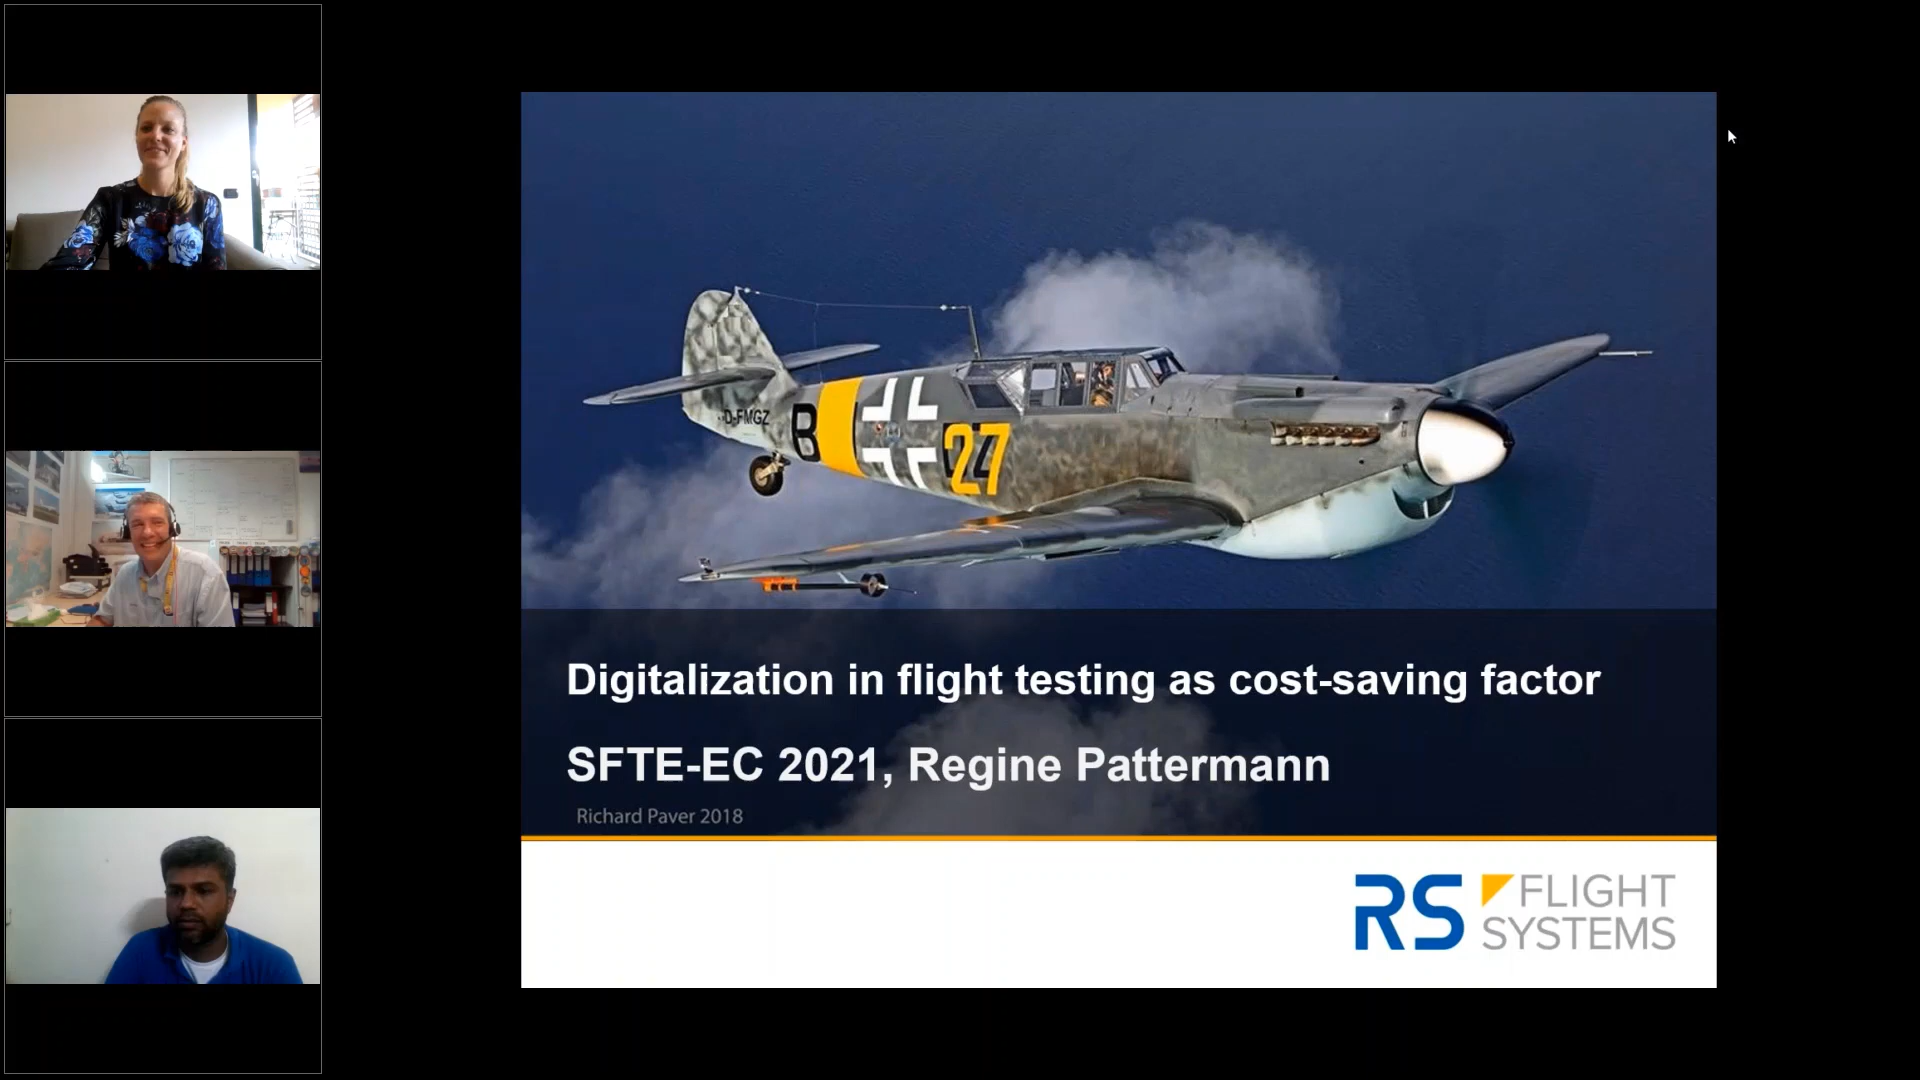 D-FMGZ
B
27
Digitalization in flight testing as cost-saving factor
SFTE-EC 2021, Regine Pattermann
Richard Paver 2018
RS FLIGHT
SYSTEMS